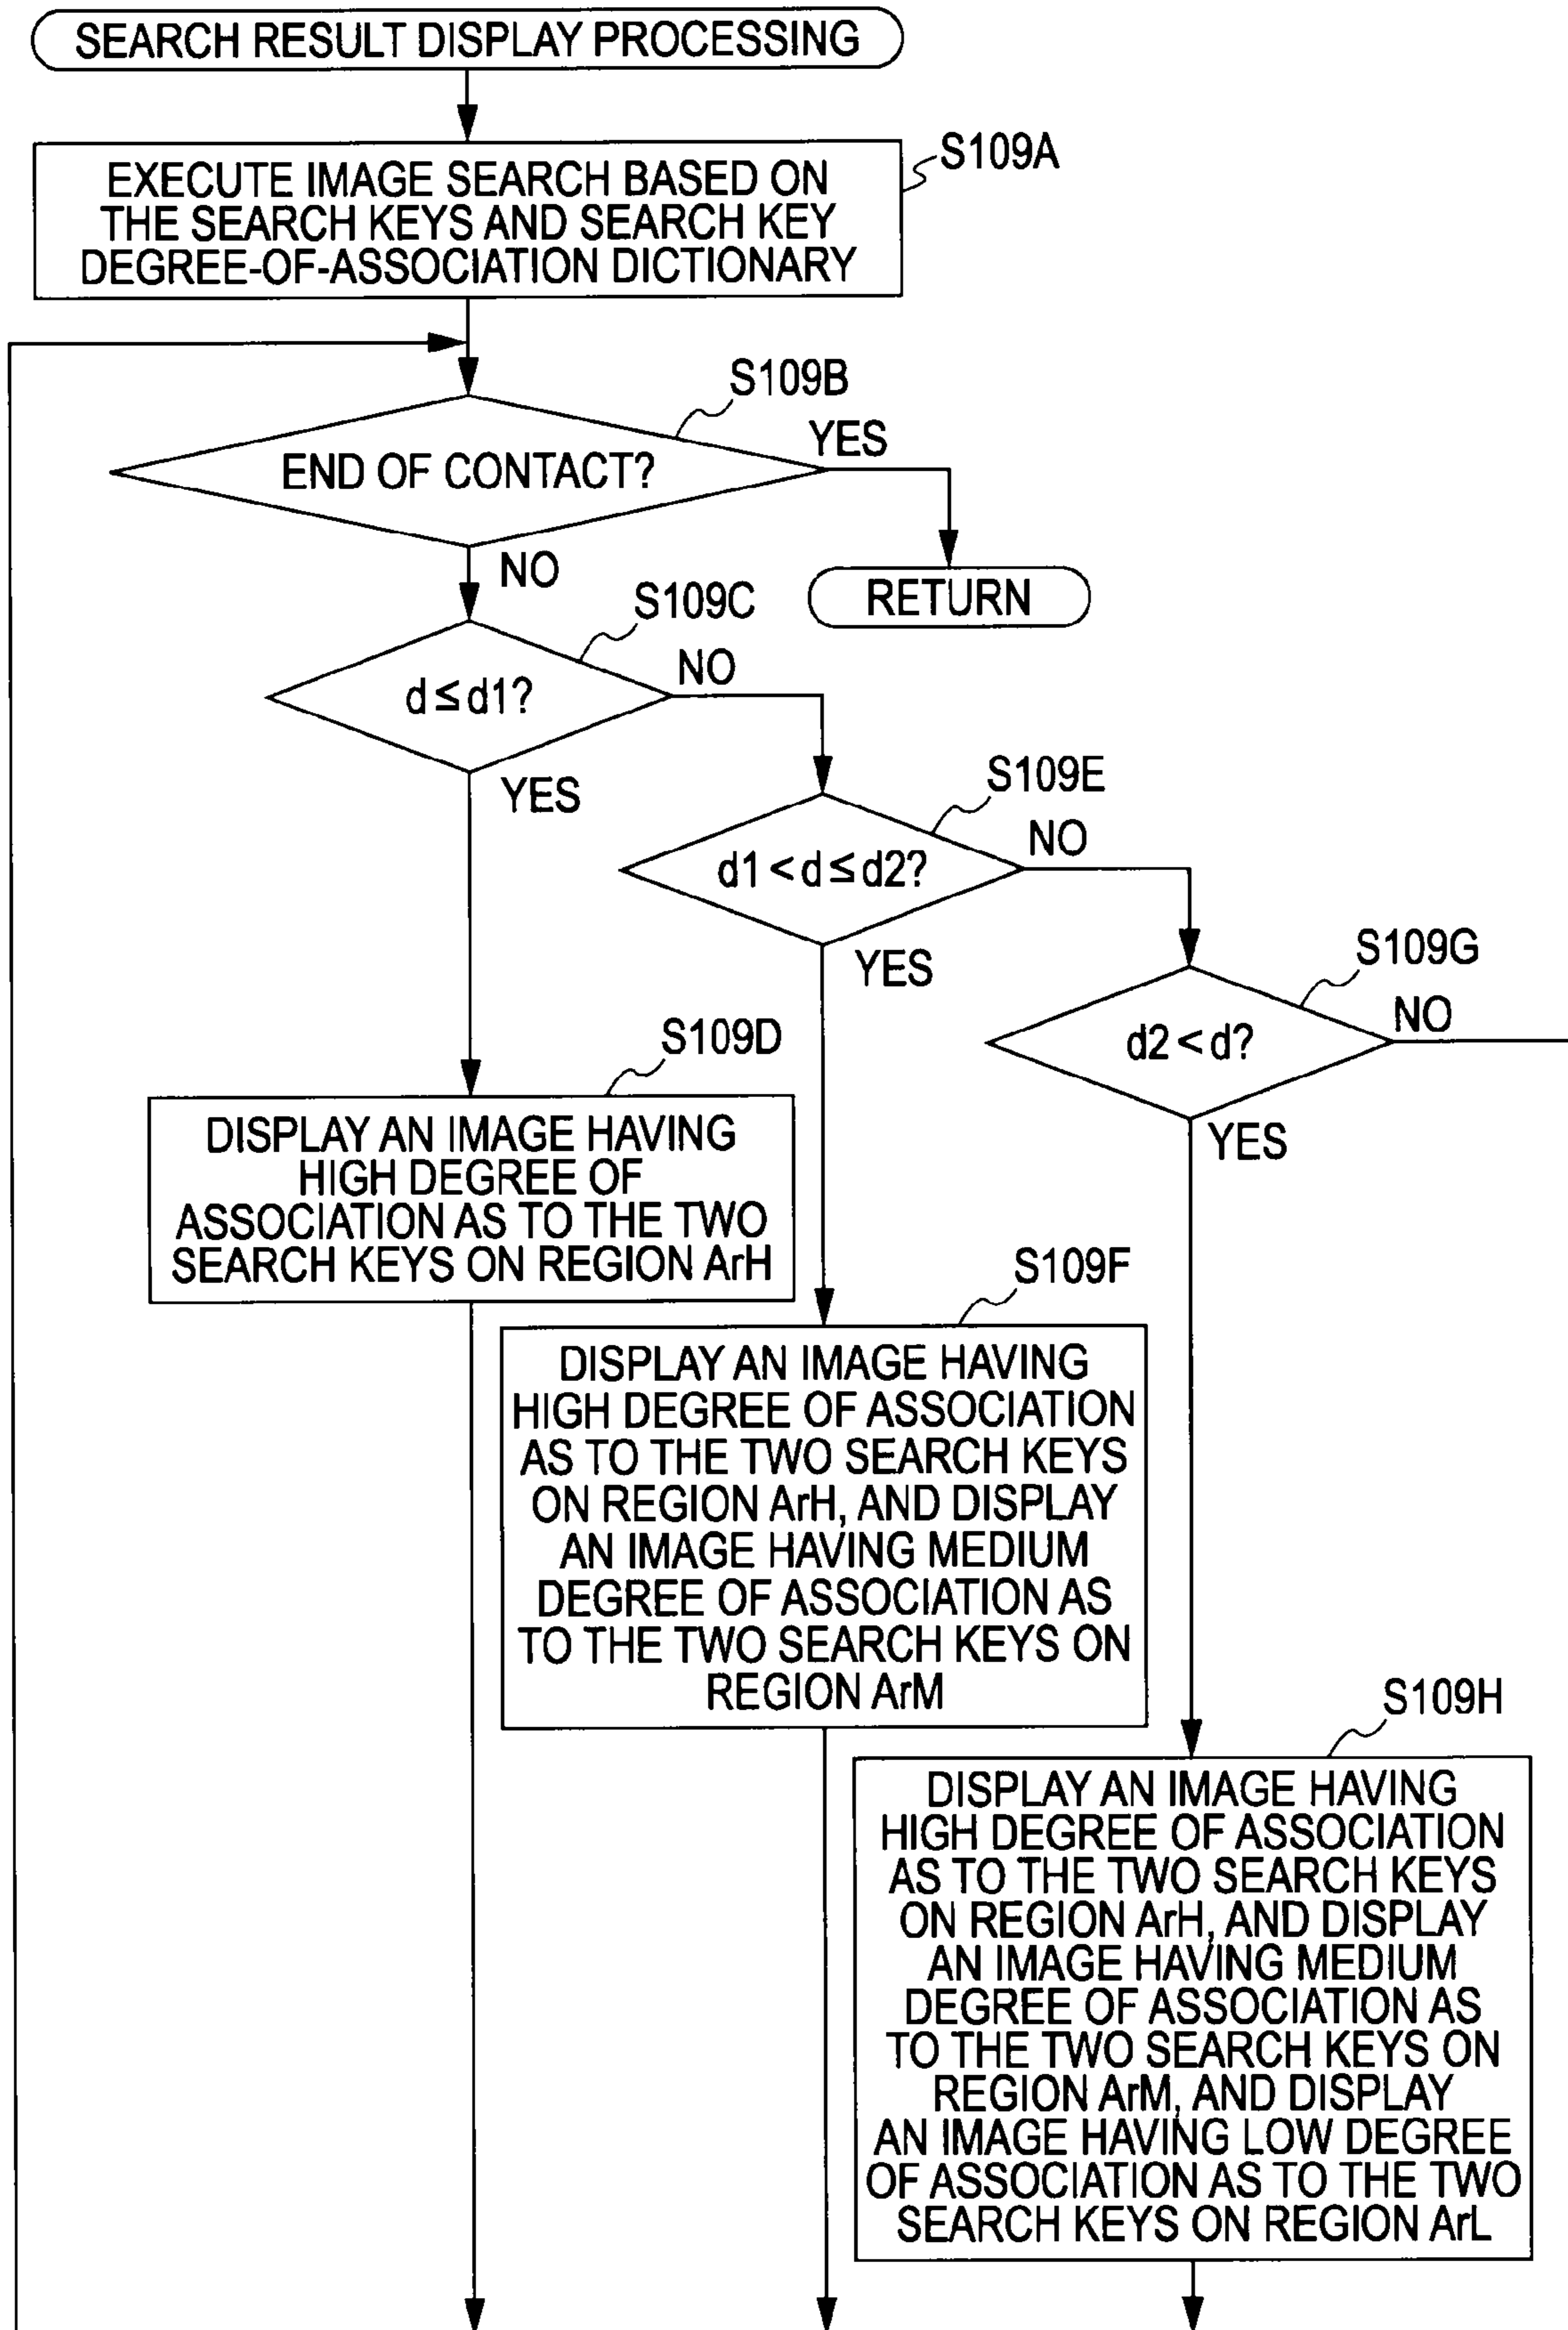 SEARCH RESULT DISPLAY PROCESSING
S109A
EXECUTE IMAGE SEARCH BASED ON
THE SEARCH KEYS AND SEARCH KEY
DEGREE-OF-ASSOCIATION DICTIONARY
S109B
END OF CONTACT?
YES
NO
RETURN
S109C
d≤d1?
NO
YES
S109E
d1<d≤d2?
NO
YES
S109G
d2<d?
NO
YES
S109D
DISPLAY AN IMAGE HAVING
HIGH DEGREE OF
ASSOCIATION AS TO THE TWO
SEARCH KEYS ON REGION ArH
S109F
DISPLAY AN IMAGE HAVING
HIGH DEGREE OF ASSOCIATION
AS TO THE TWO SEARCH KEYS
ON REGION ArH, AND DISPLAY
AN IMAGE HAVING MEDIUM
DEGREE OF ASSOCIATION AS
TO THE TWO SEARCH KEYS ON
REGION ArM
S109H
DISPLAY AN IMAGE HAVING
HIGH DEGREE OF ASSOCIATION
AS TO THE TWO SEARCH KEYS
ON REGION ArH, AND DISPLAY
AN IMAGE HAVING MEDIUM
DEGREE OF ASSOCIATION AS
TO THE TWO SEARCH KEYS ON
REGION ArM, AND DISPLAY
AN IMAGE HAVING LOW DEGREE
OF ASSOCIATION AS TO THE TWO
SEARCH KEYS ON REGION ArL